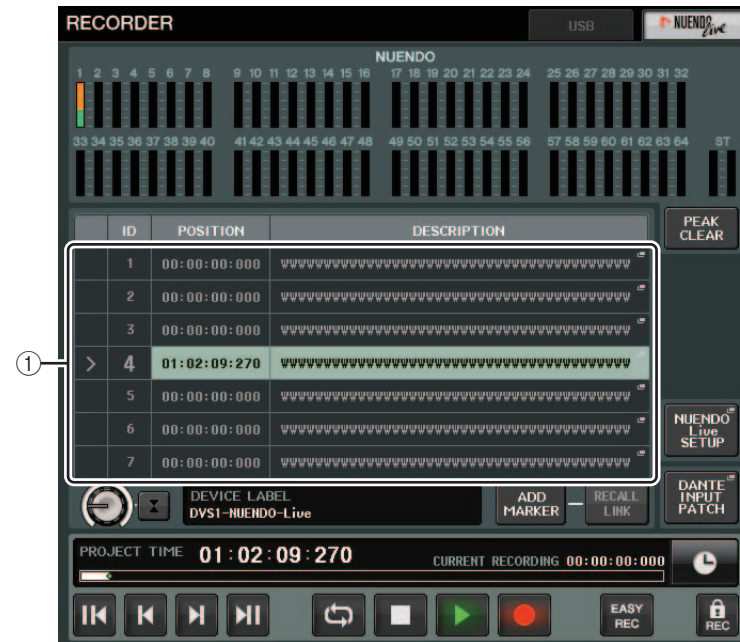 RECORDER
USB
NUENDO live
NUENDO
1 2 3 4 5 6 7 8 9 10 11 12 13 14 15 16 17 18 19 20 21 22 23 24 25 26 27 28 29 30 31 32
33 34 35 36 37 38 39 40 41 42 43 44 45 46 47 48 49 50 51 52 53 54 55 56 57 58 59 60 61 62 63 64 ST
ID POSITION DESCRIPTION
PEAK
CLEAR
1 00:00:00:000
2 00:00:00:000
3 00:00:00:000
1
> 4 01:02:09:270
5 00:00:00:000
6 00:00:00:000
7 00:00:00:000
NUENDO
Live
SETUP
DEVICE LABEL
DVS1-NUENDO-Live
ADD
MARKER
RECALL
LINK
DANTE
INPUT
PATCH
PROJECT TIME 01:02:09:270
CURRENT RECORDING 00:00:00:000
EASY
REC
REC